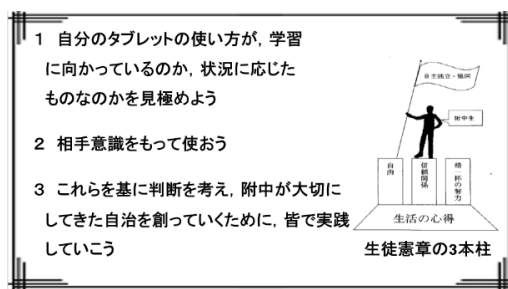 1 自分のタブレットの使い方が,学習
に向かっているのか,状況に応じた
ものなのかを見極めよう
2 相手意識をもって使おう
3 これらを基に判断を考え,附中が大切に
してきた自治を創っていくために,皆で実践
していこう
自主独立・協同
附中生
自由
信頼関係
精一杯の努力
生活の心得
生徒憲章の3本柱